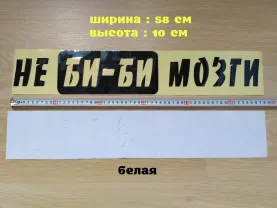 ширина : 58 см
высота : 10 см
НЕ БИ-БИ МОЗГИ
белая